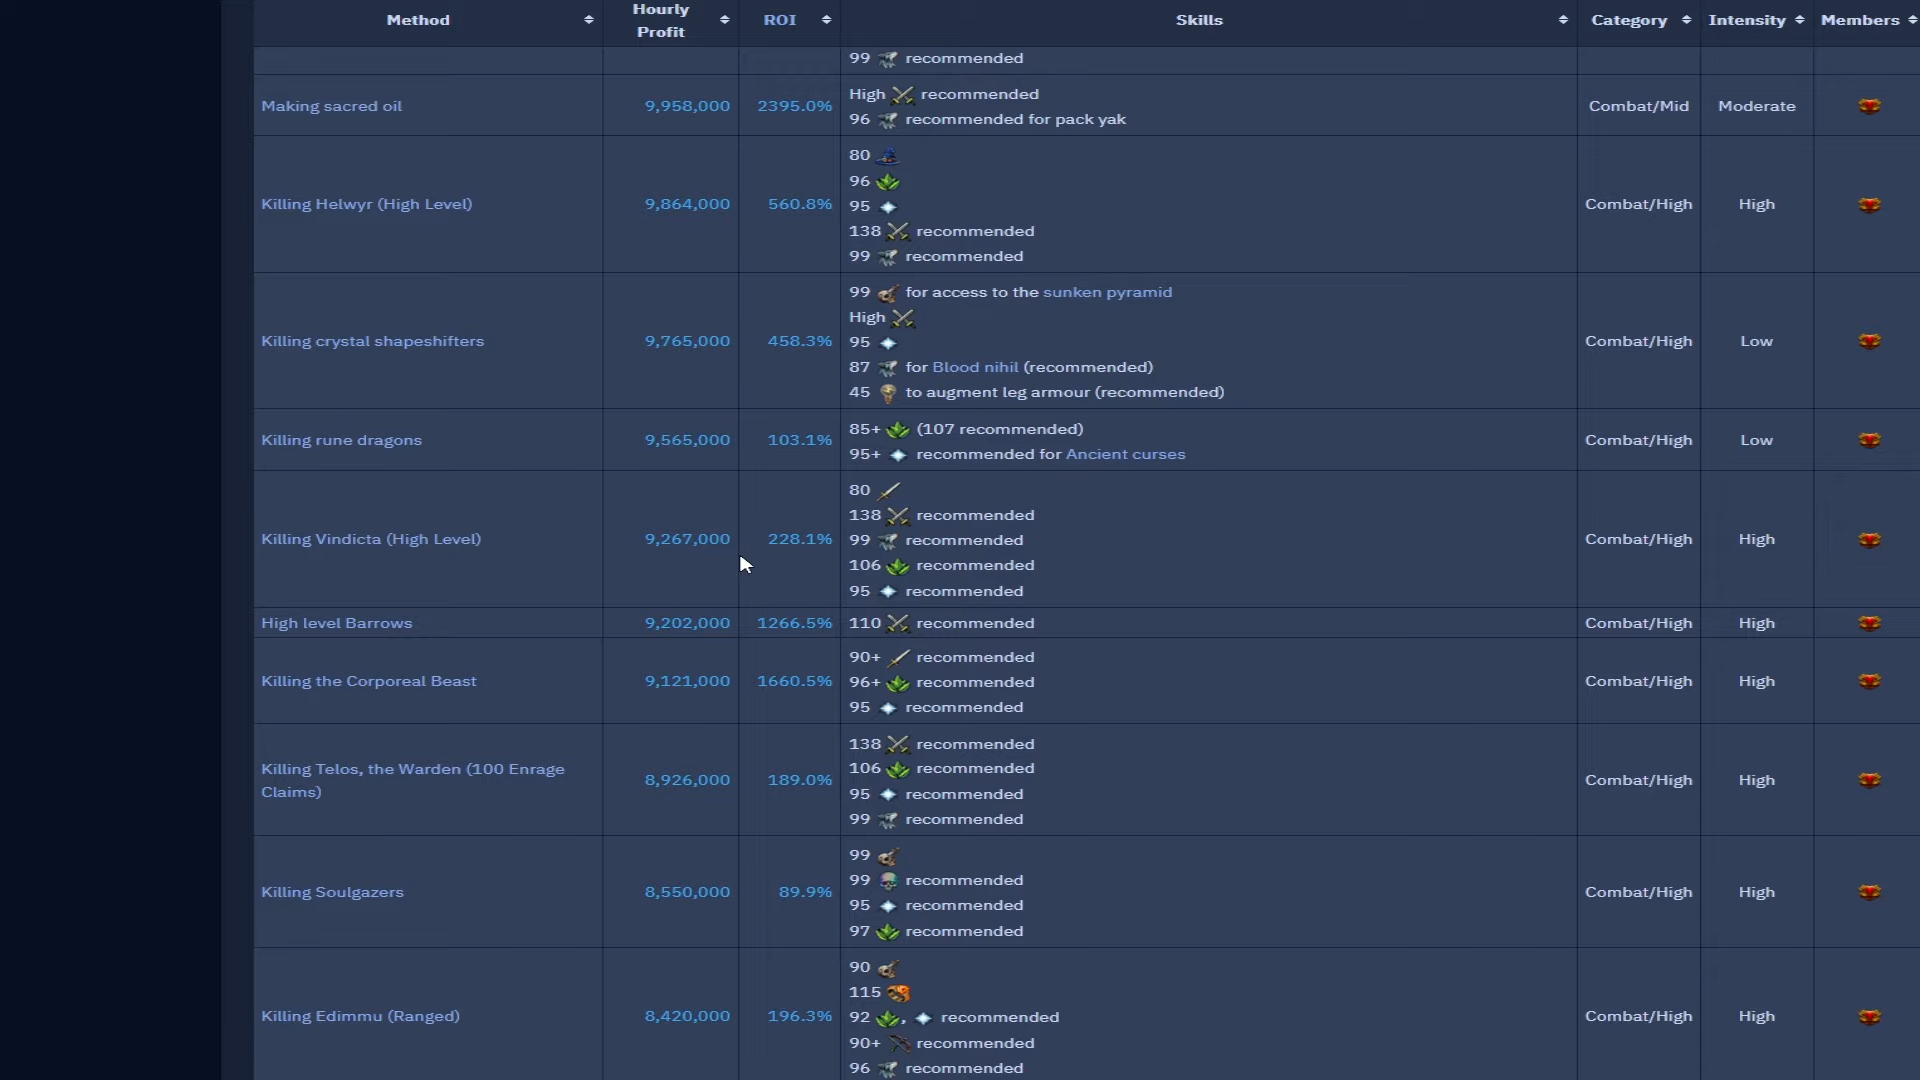 Method
Hourly
Profit
ROI
Skills
Category
Intensity
Members
99 recommended
Making sacred oil
9,958,000
2395.0%
High recommended
96 recommended for pack yak
Combat/Mid
Moderate
Killing Helwyr (High Level)
9,864,000
560.8%
80
96
95
138 recommended
99 recommended
Combat/High
High
Killing crystal shapeshifters
9,765,000
458.3%
99 for access to the sunken pyramid
High
95
87 for Blood nihil (recommended)
45 to augment leg armour (recommended)
Combat/High
Low
Killing rune dragons
9,565,000
103.1%
85+ (107 recommended)
95+ recommended for Ancient curses
Combat/High
Low
Killing Vindicta (High Level)
9,267,000
228.1%
80
138 recommended
99 recommended
106 recommended
95 recommended
Combat/High
High
High level Barrows
9,202,000
1266.5%
110 recommended
Combat/High
High
Killing the Corporeal Beast
9,121,000
1660.5%
90+ recommended
96+ recommended
95 recommended
Combat/High
High
Killing Telos, the Warden (100 Enrage
Claims)
8,926,000
189.0%
138 recommended
106 recommended
95 recommended
99 recommended
Combat/High
High
Killing Soulgazers
8,550,000
89.9%
99
99 recommended
95 recommended
97 recommended
Combat/High
High
Killing Edimmu (Ranged)
8,420,000
196.3%
90
115
92 , recommended
90+ recommended
96 recommended
Combat/High
High